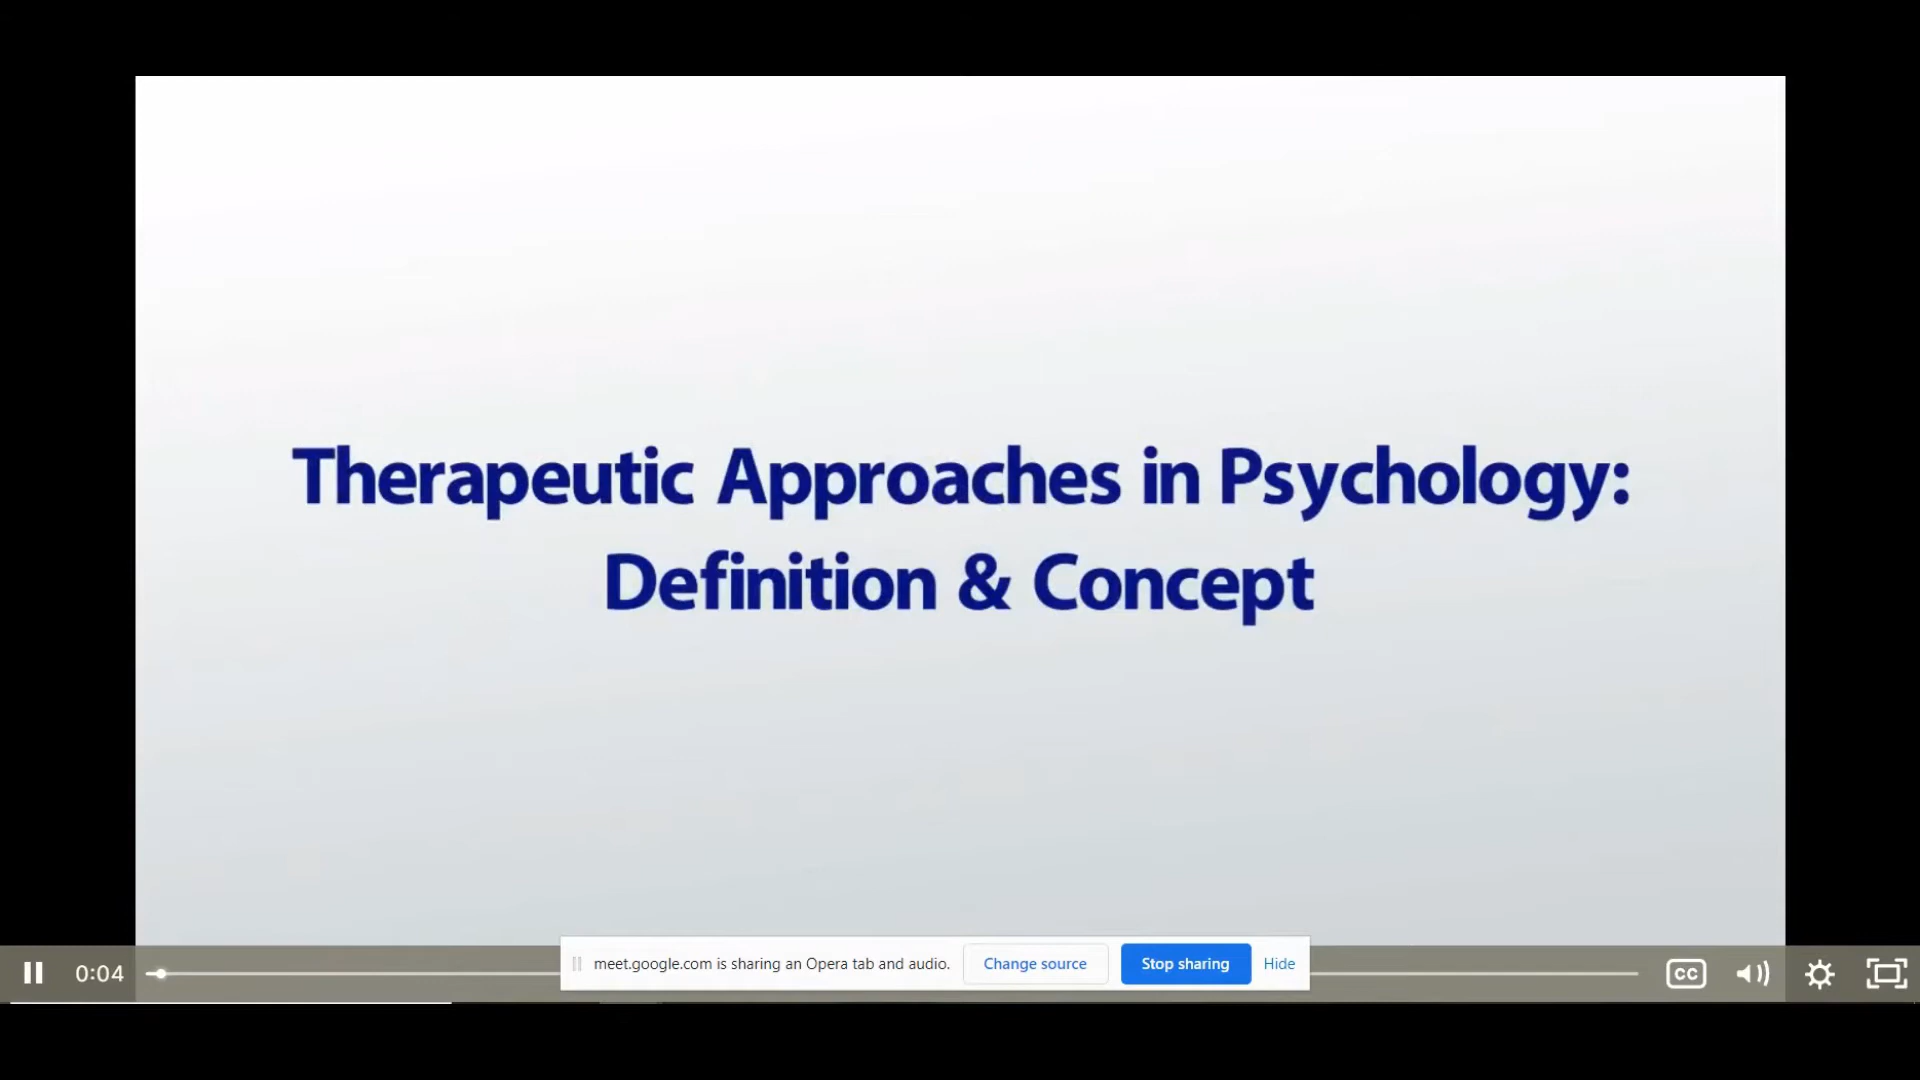 Therapeutic Approaches in Psychology:
Definition & Concept
0:04
meet.google.com is sharing an Opera tab and audio.
Change source
Stop sharing
Hide
CC